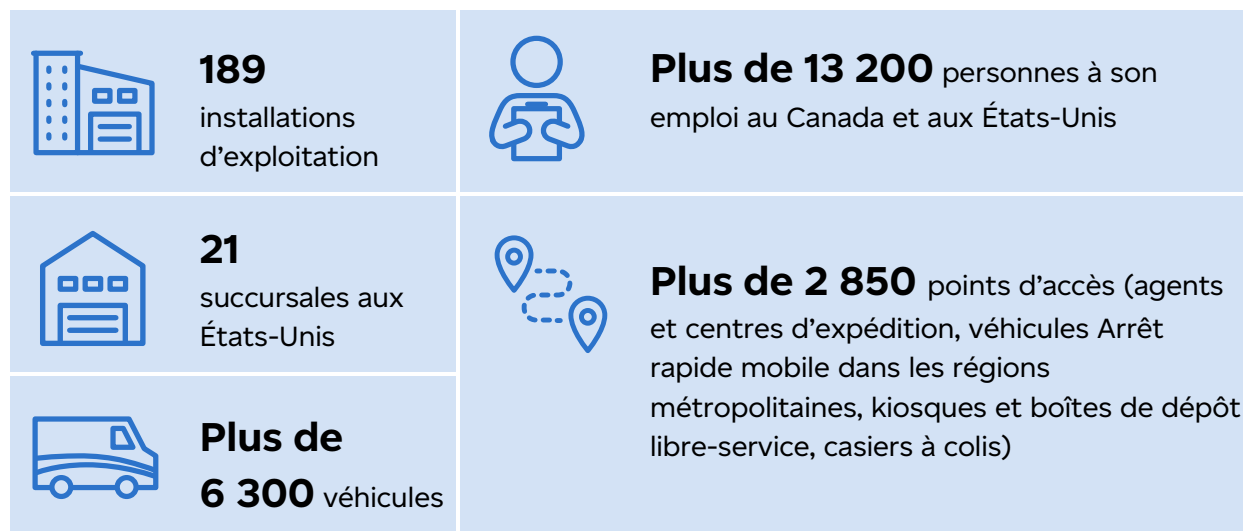 189
installations
d'exploitation
Plus de 13 200 personnes à son
emploi au Canada et aux États-Unis
21
succursales aux
États-Unis
Plus de 2 850 points d'accès (agents
et centres d'expédition, véhicules Arrêt
rapide mobile dans les régions
métropolitaines, kiosques et boîtes de dépôt
libre-service, casiers à colis)
Plus de
6 300 véhicules